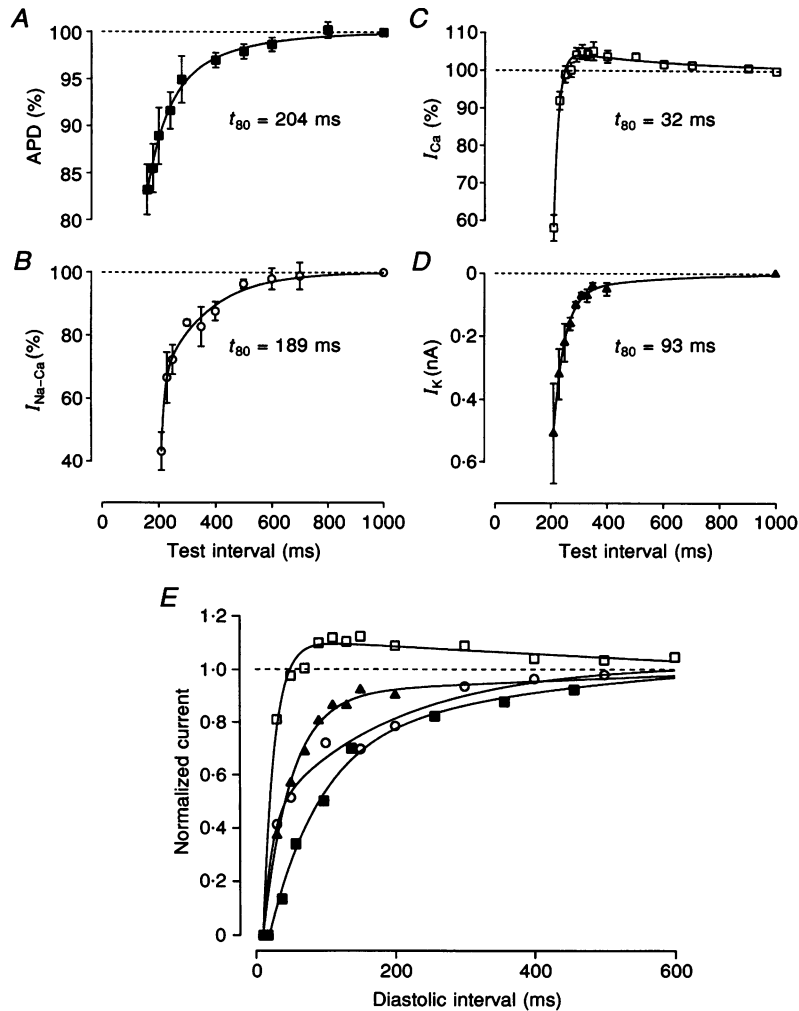 A
100
95
90
85
80
APD (%)
t80 = 204 ms
C
110
100
90
80
70
60
ICa (%)
t80 = 32 ms
B
100
80
60
40
INa–Ca (%)
t80 = 189 ms
D
0
0·2
0·4
0·6
IK (nA)
t80 = 93 ms
0 200 400 600 800 1000
Test interval (ms)
0 200 400 600 800 1000
Test interval (ms)
E
1·2
1·0
0·8
0·6
0·4
0·2
0
Normalized current
0 200 400 600
Diastolic interval (ms)